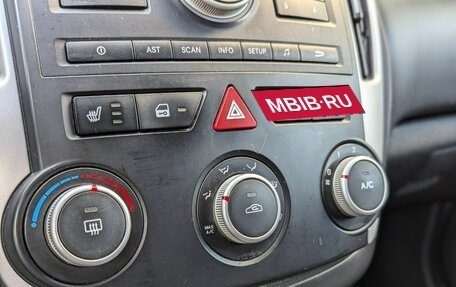 AST SCAN INFO SETUP
MBIB-RU
MAX
A/C
A/C